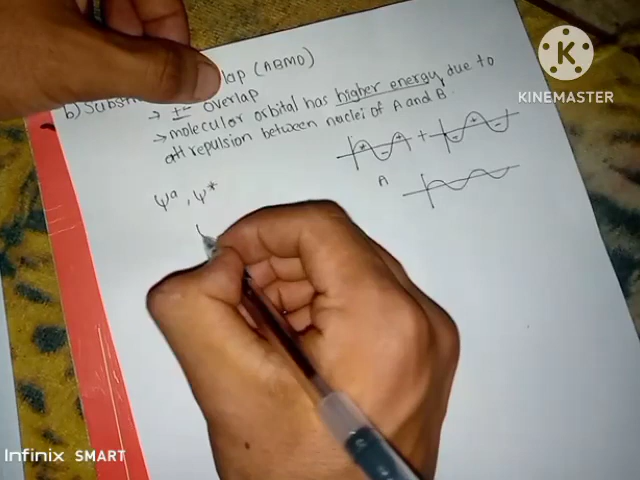 b) lap (ABMO)
→ +- overlap
→ molecular orbital has higher energy due to
repulsion between nuclei of A and B.
+
A
ψᵃ, ψ*
K
KINEMASTER
Infinix SMART